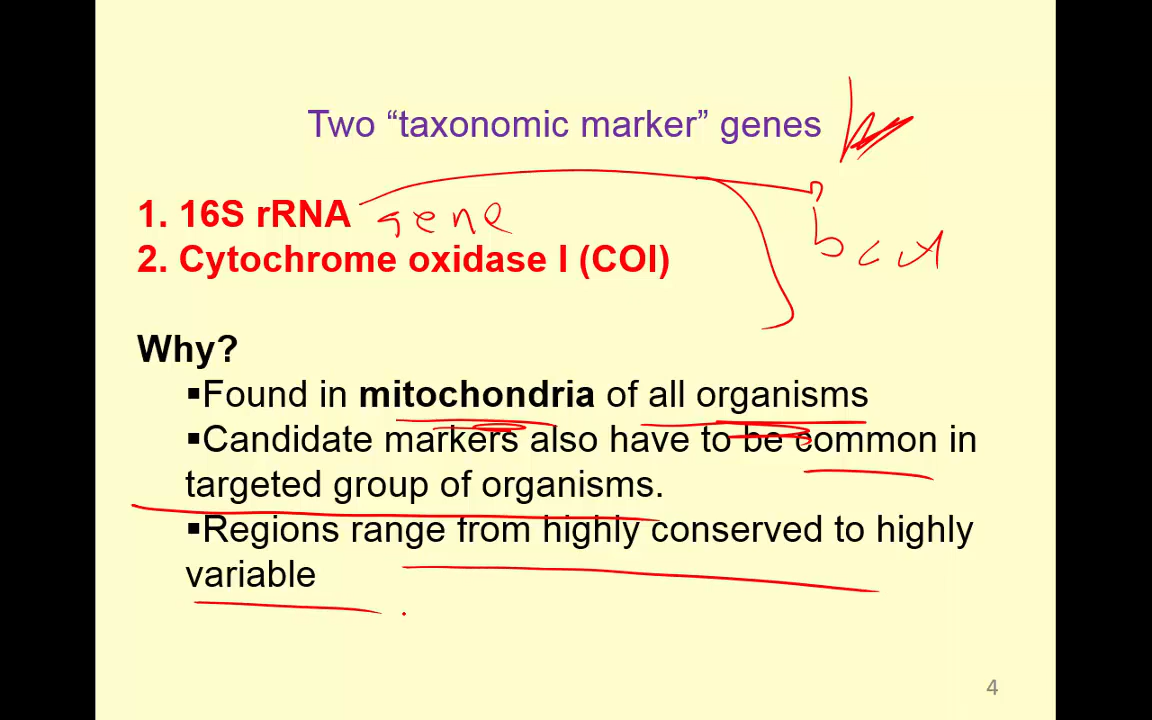 Two “taxonomic marker” genes
1. 16S rRNA gene
2. Cytochrome oxidase I (COI)
Why?
▪Found in mitochondria of all organisms
▪Candidate markers also have to be common in
targeted group of organisms.
▪Regions range from highly conserved to highly
variable
4